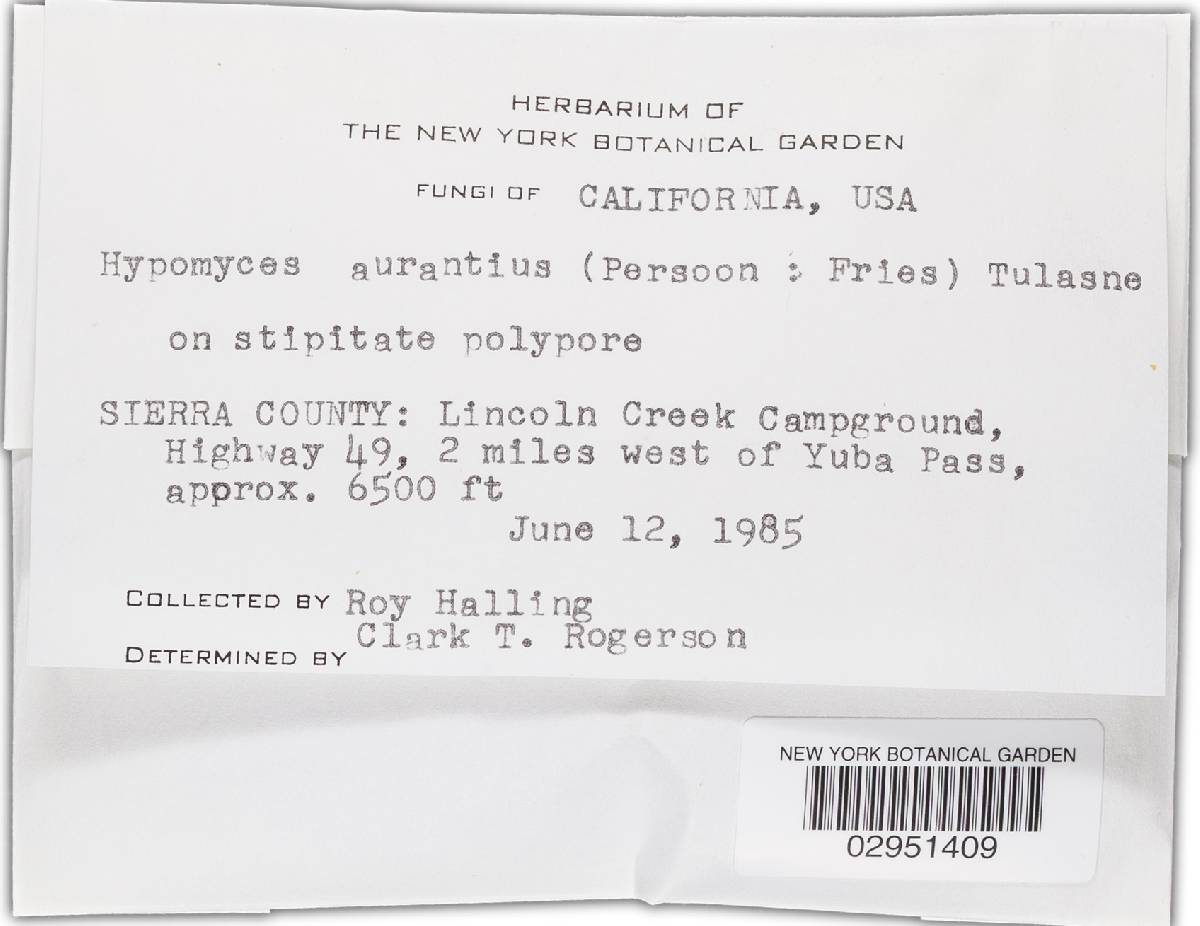 HERBARIUM OF
THE NEW YORK BOTANICAL GARDEN
FUNGI OF CALIFORNIA, USA
Hypomyces aurantius (Persoon : Fries) Tulasne
on stipitate polypore
SIERRA COUNTY: Lincoln Creek Campground,
Highway 49, 2 miles west of Yuba Pass,
approx. 6500 ft
June 12, 1985
COLLECTED BY Roy Halling
Clark T. Rogerson
DETERMINED BY
NEW YORK BOTANICAL GARDEN
02951409